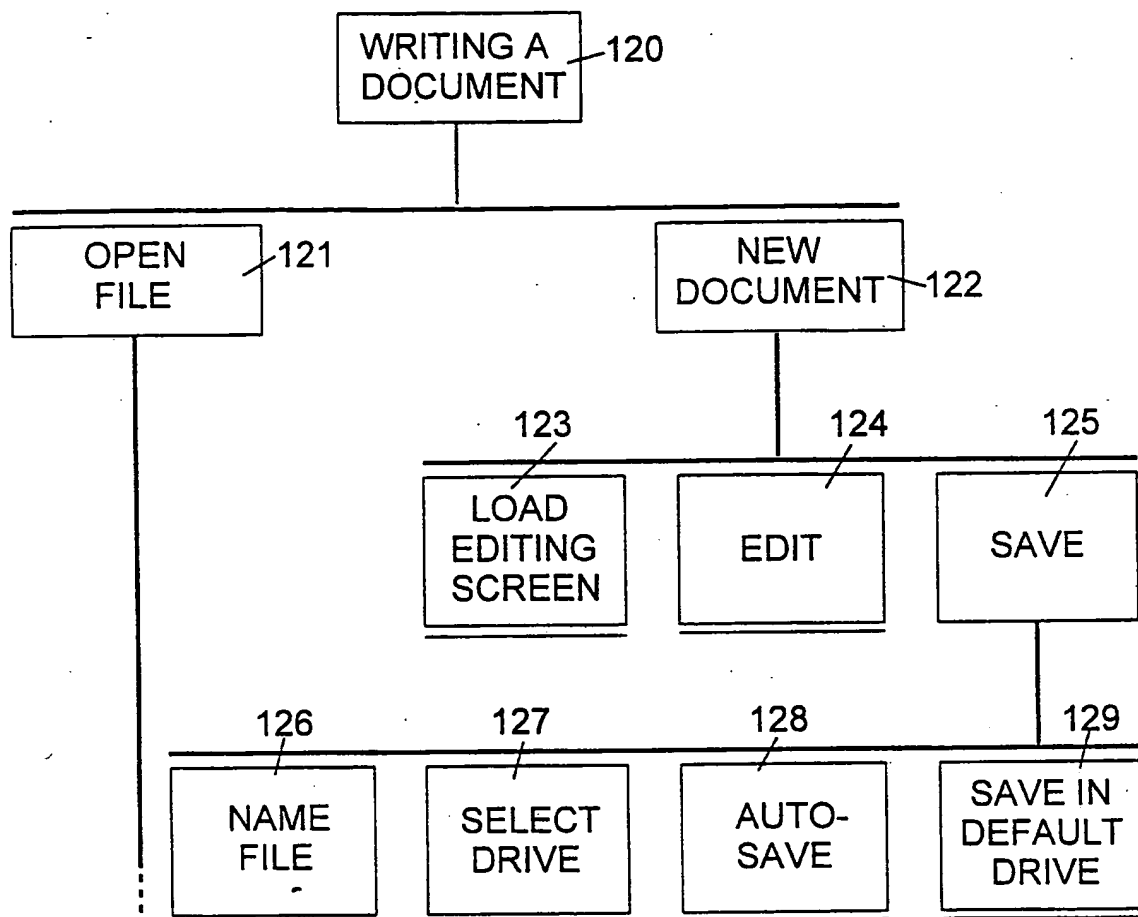 WRITING A
DOCUMENT
120
OPEN
FILE
121
NEW
DOCUMENT
122
123
124
125
LOAD
EDITING
SCREEN
EDIT
SAVE
126
127
128
129
NAME
FILE
SELECT
DRIVE
AUTO-
SAVE
SAVE IN
DEFAULT
DRIVE